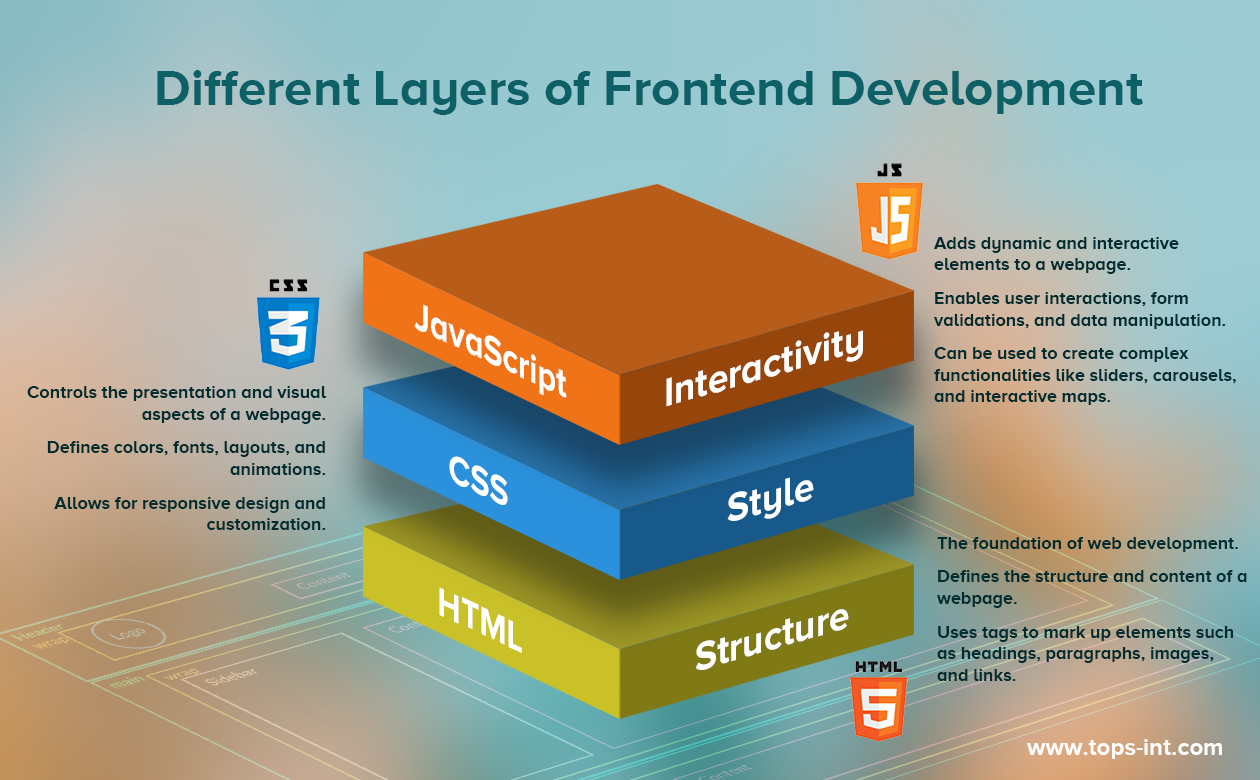 Different Layers of Frontend Development
JS
JS
Adds dynamic and interactive
elements to a webpage.
Enables user interactions, form
validations, and data manipulation.
Can be used to create complex
functionalities like sliders, carousels,
and interactive maps.
JavaScript
Interactivity
CSS
3
Controls the presentation and visual
aspects of a webpage.
Defines colors, fonts, layouts, and
animations.
Allows for responsive design and
customization.
CSS
Style
HTML
Structure
The foundation of web development.
Defines the structure and content of a
webpage.
Uses tags to mark up elements such
as headings, paragraphs, images,
and links.
HTML
5
Header
wrap
Logo
Content
main
wrap
Sidebar
Content
www.tops-int.com